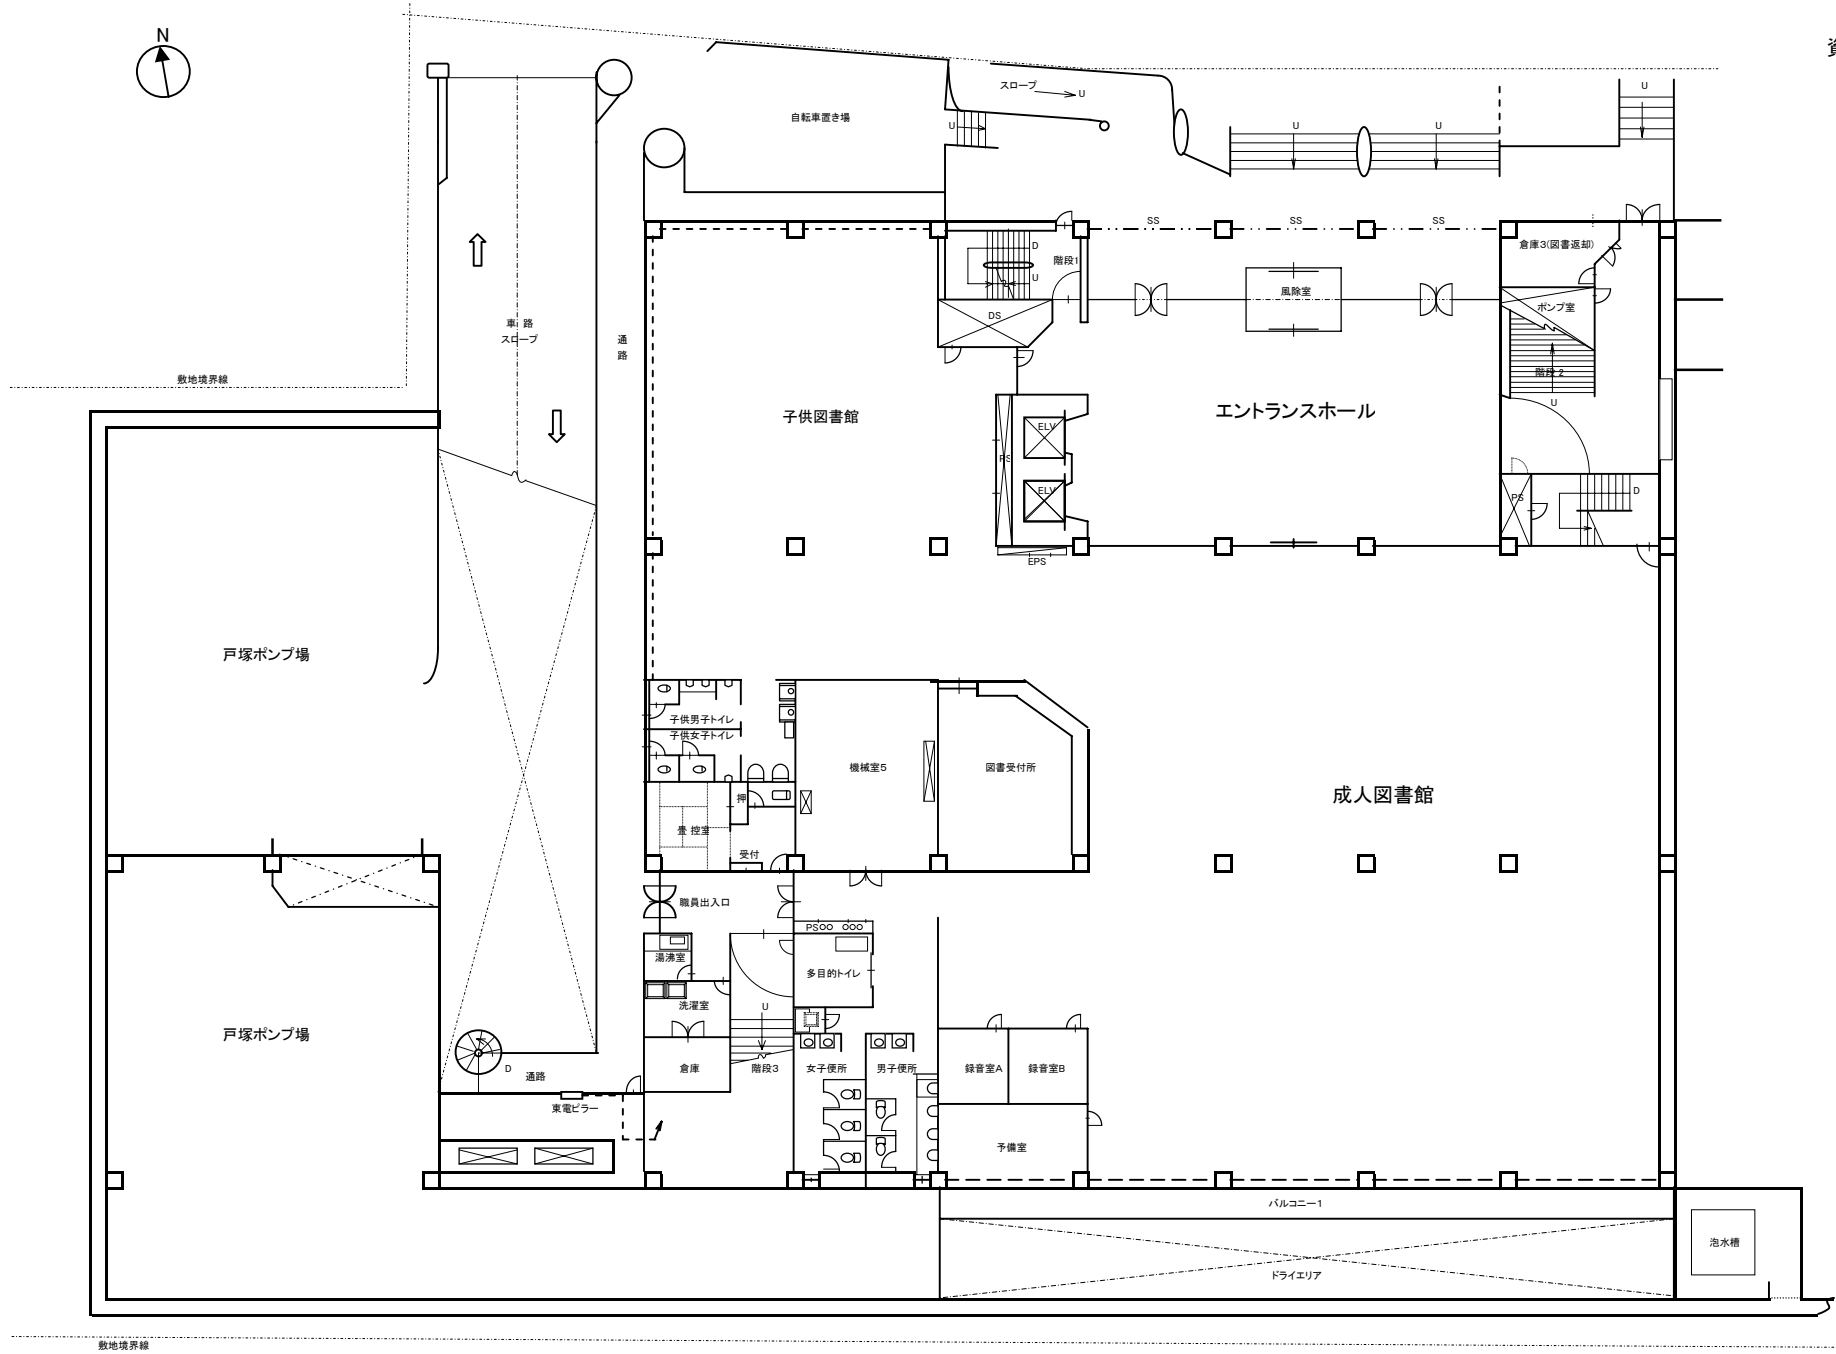 N
資
スロープ
U
U
自転車置き場
U
U
U
SS
SS
SS
D
階段1
U
倉庫3(図書返却)
風除室
ポンプ室
DS
車 路
スロープ
通
路
敷地境界線
階段 2
U
子供図書館
エントランスホール
ELV
PS
ELV
PS
D
EPS
戸塚ポンプ場
子供男子トイレ
子供女子トイレ
機械室5
図書受付所
成人図書館
押
畳 控室
受付
職員出入口
PS
湯沸室
多目的トイレ
洗濯室
U
戸塚ポンプ場
D
通路
倉庫
階段3
女子便所
男子便所
録音室A
録音室B
東電ピラー
予備室
バルコニー1
泡水槽
ドライエリア
敷地境界線